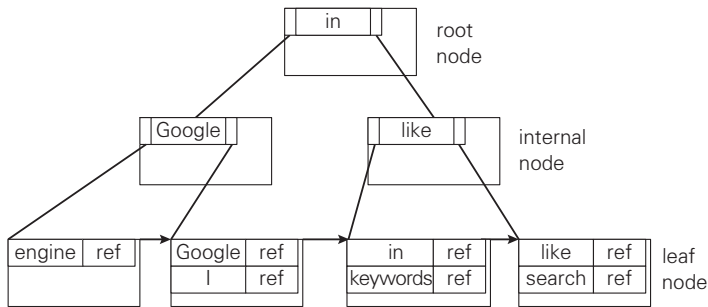 in
root
node
Google
like
internal
node
engine ref
Google ref
I ref
in ref
keywords ref
like ref
search ref
leaf
node